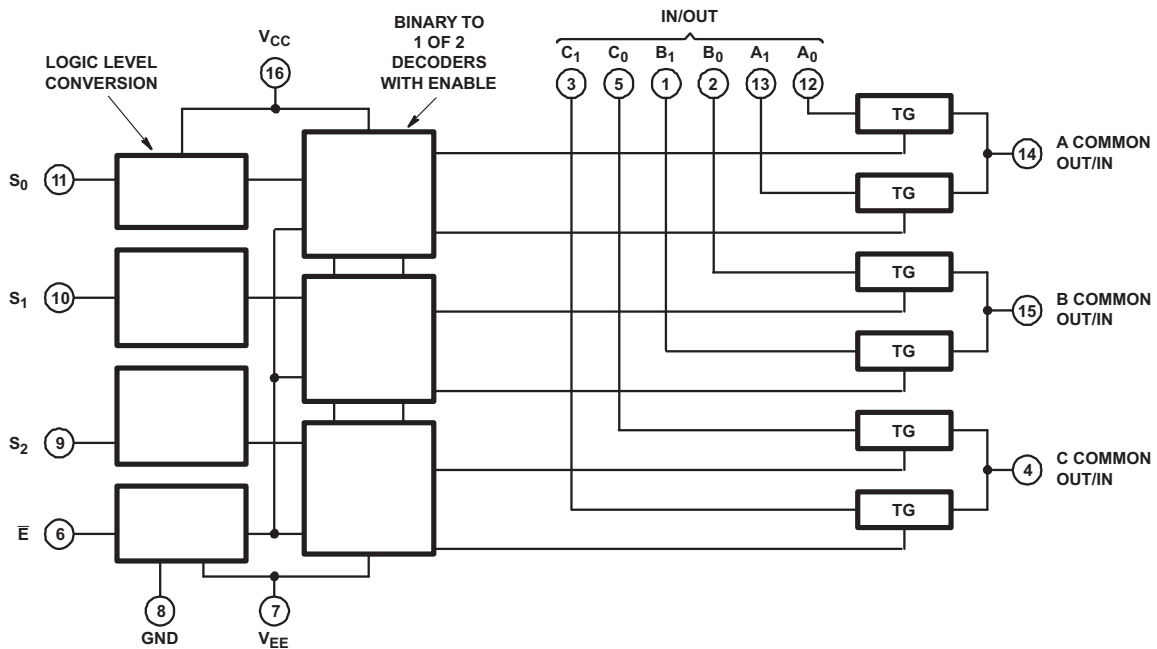 IN/OUT
V_CC
16
LOGIC LEVEL
CONVERSION
BINARY TO
1 OF 2
DECODERS
WITH ENABLE
C₁ C₀ B₁ B₀ A₁ A₀
3 5 1 2 13 12
TG
TG
14 A COMMON
OUT/IN
S₀ 11
S₁ 10
TG
TG
15 B COMMON
OUT/IN
S₂ 9
TG
TG
4 C COMMON
OUT/IN
E̅ 6
8
GND
7
V_EE